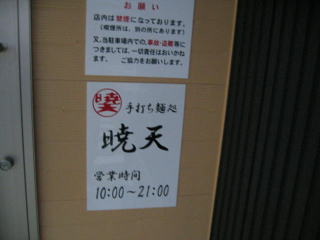 お願い
店内は禁煙になっております。
(喫煙所は、別の所にあります)
又、当駐車場内での、事故・盗難等に
つきましては、一切責任はおいかね
ます。 ご協力をお願いします。
手打ち麺処
暁天
営業時間
10:00~21:00